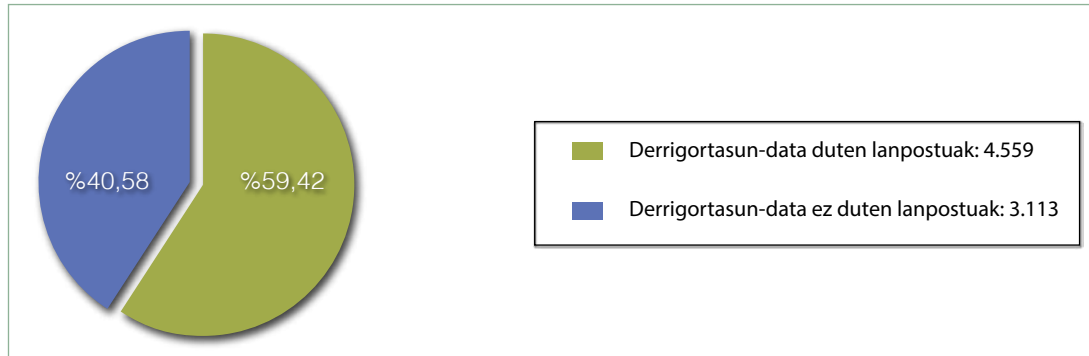 %40,58
%59,42
Derrigortasun-data duten lanpostuak: 4.559
Derrigortasun-data ez duten lanpostuak: 3.113